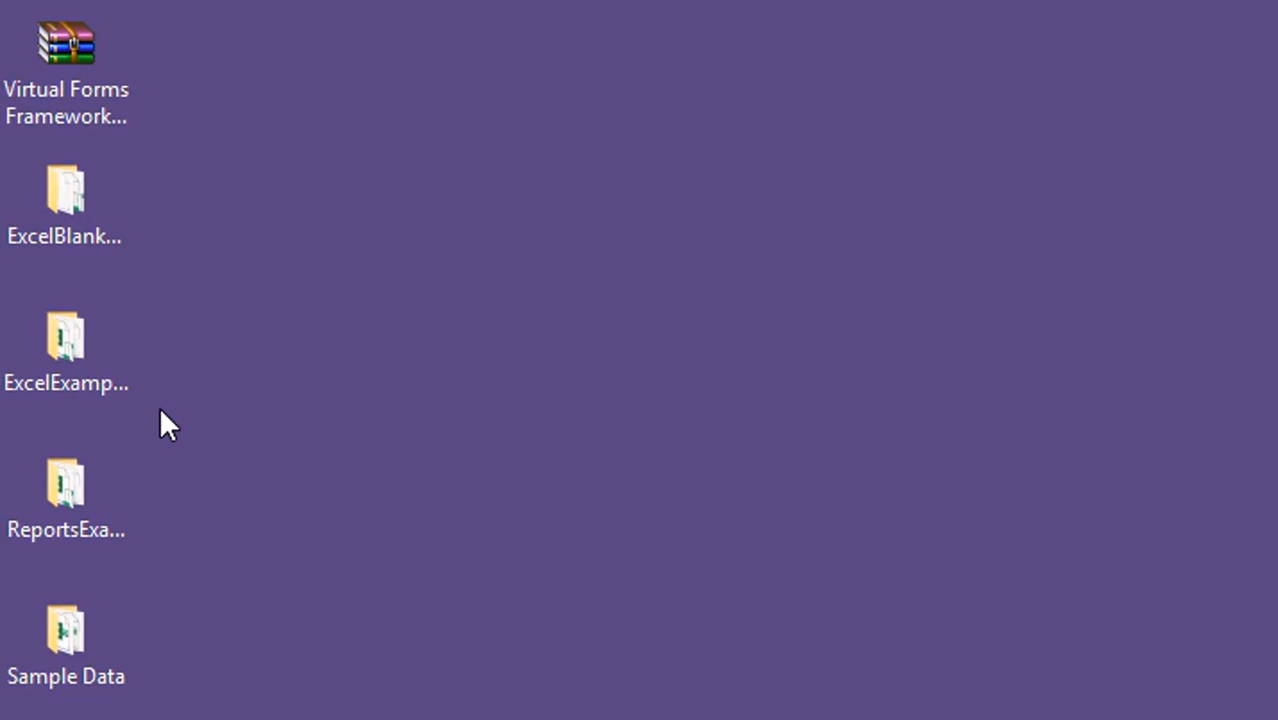 Virtual Forms
Framework...
ExcelBlank...
ExcelExamp...
ReportsExa...
Sample Data